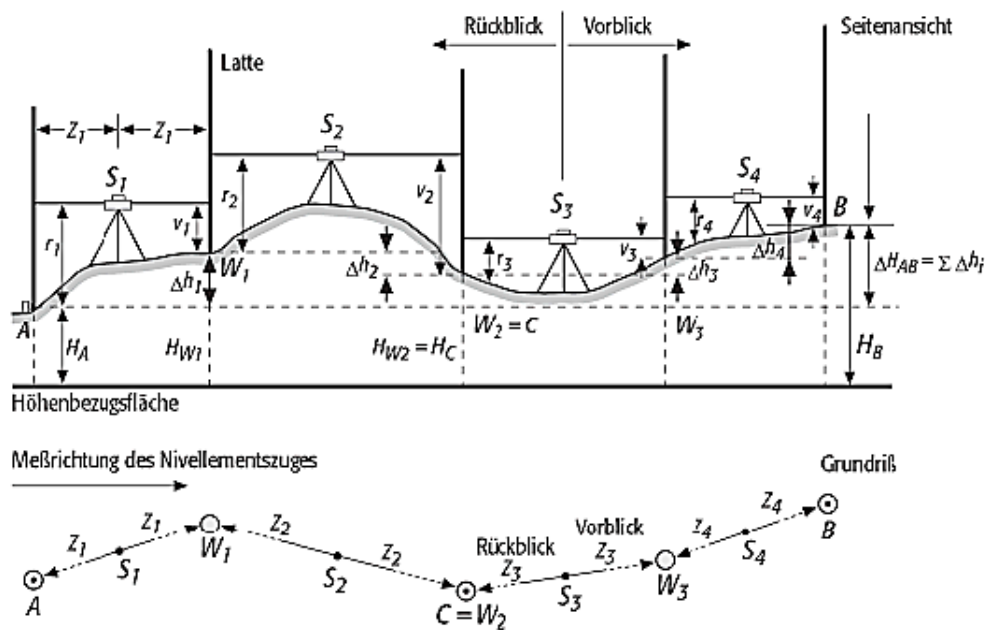 Rückblick Vorblick Seitenansicht
Latte
Z1 Z1
S1 S2 S3 S4
r1 v1 r2 v2 r3 v3 r4 v4 B
Δh1 W1 Δh2 Δh3 Δh4 ΔHAB = Σ Δhi
A W2 = C W3
HA HW1 HW2 = HC HB
Höhenbezugsfläche
Meßrichtung des Nivellementszuges Grundriß
Z1 Z1 W1 Z2 Z2 Rückblick Vorblick Z3 Z3 Z4 Z4 B
A S1 S2 C = W2 S3 W3 S4